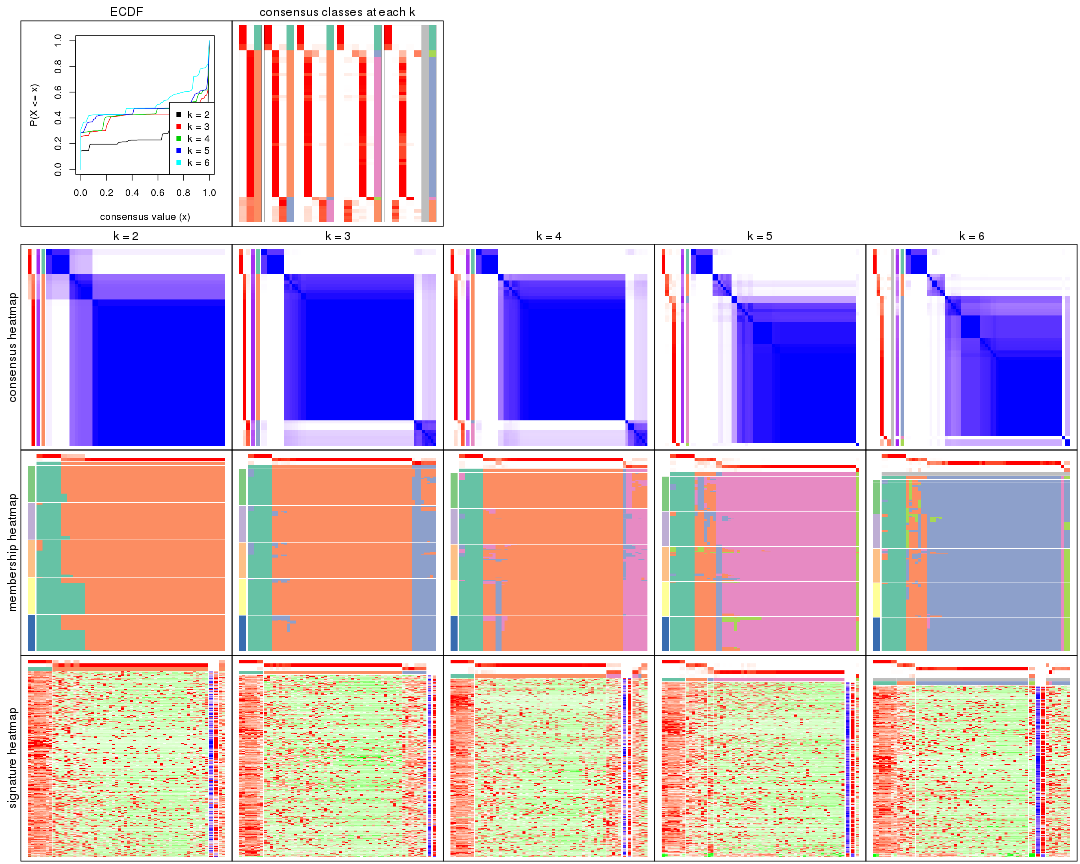 ECDF
consensus classes at each k
P(X <= x)
0.0 0.2 0.4 0.6 0.8 1.0
k = 2
k = 3
k = 4
k = 5
k = 6
0.0 0.2 0.4 0.6 0.8 1.0
consensus value (x)
k = 2
k = 3
k = 4
k = 5
k = 6
consensus heatmap
membership heatmap
signature heatmap